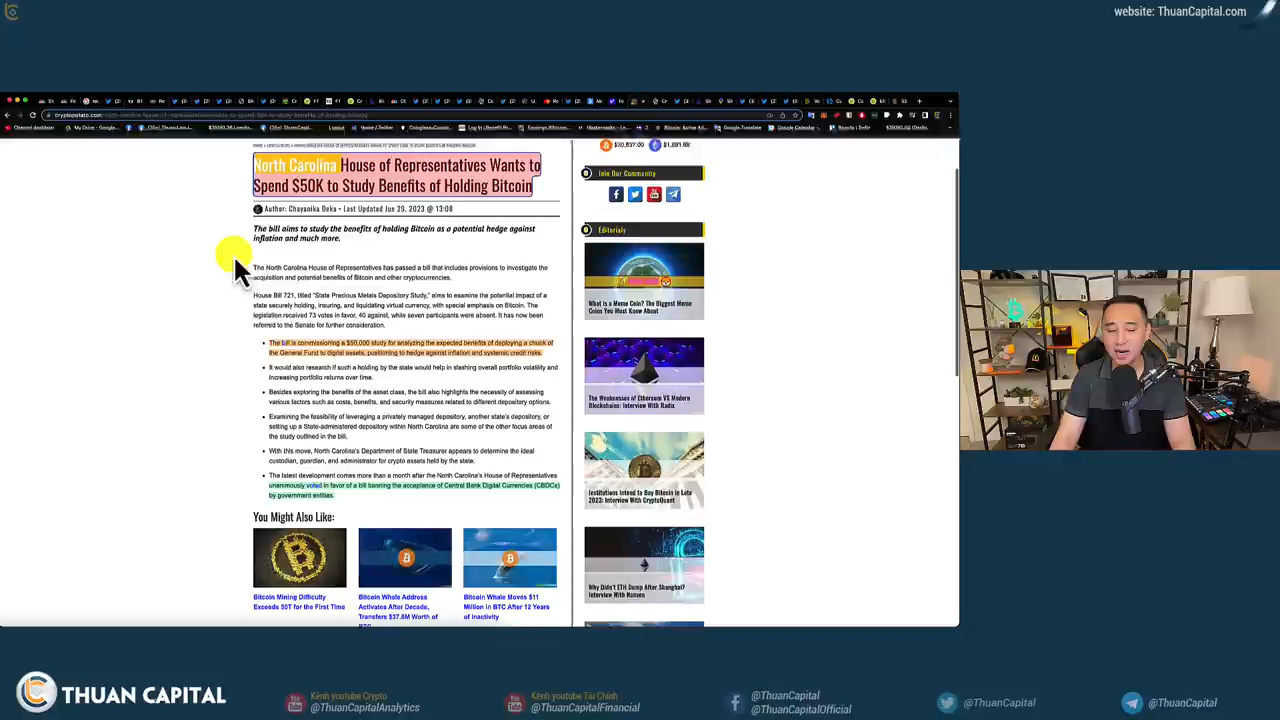 website: ThuanCapital.com
North Carolina House of Representatives Wants to
Spend $50K to Study Benefits of Holding Bitcoin
Author: Chayanika Deka • Last Updated Jun 29, 2023 @ 13:08
The bill aims to study the benefits of holding Bitcoin as a potential hedge against
inflation and much more.
The North Carolina House of Representatives has passed a bill that includes provisions to investigate the
acquisition and potential benefits of Bitcoin and other cryptocurrencies.
House Bill 721, titled "State Precious Metals Depository Study," aims to examine the potential impact of a
state securely holding, insuring, and liquidating virtual currency, with special emphasis on Bitcoin. The
legislation received 73 votes in favor, 40 against, while seven participants were absent. It has now been
referred to the Senate for further consideration.
The bill is commissioning a $50,000 study for analyzing the expected benefits of deploying a chunk of
the General Fund to digital assets, positioning to hedge against inflation and systemic credit risks.
It would also research if such a holding by the state would help in slashing overall portfolio volatility and
increasing portfolio returns over time.
Besides exploring the benefits of the asset class, the bill also highlights the necessity of assessing
various factors such as costs, benefits, and security measures related to different depository options.
Examining the feasibility of leveraging a privately managed depository, another state's depository, or
setting up a State-administered depository within North Carolina are some of the other focus areas of
the study outlined in the bill.
With this move, North Carolina's Department of State Treasurer appears to determine the ideal
custodian, guardian, and administrator for crypto assets held by the state.
The latest development comes more than a month after the North Carolina's House of Representatives
unanimously voted in favor of a bill banning the acceptance of Central Bank Digital Currencies (CBDCs)
by government entities.
You Might Also Like:
Bitcoin Mining Difficulty
Exceeds 50T for the First Time
Bitcoin Whale Address
Activates After Decade,
Transfers $37.8M Worth of
BTC
Bitcoin Whale Moves $11
Million in BTC After 12 Years
of Inactivity
Join Our Community
Editorials
What is a Meme Coin? The Biggest Meme
Coins You Must Know About
The Weaknesses of Ethereum VS Modern
Blockchains: Interview With Radix
Institutions Intend to Buy Bitcoin in Late
2023: Interview With CryptoQuant
Why Didn't ETH Dump After Shanghai?
Interview With Nansen
THUAN CAPITAL
Kênh youtube Crypto
@ThuanCapitalAnalytics
Kênh youtube Tài Chính
@ThuanCapitalFinancial
@ThuanCapital
@ThuanCapitalOfficial
@ThuanCapital
@ThuanCapital